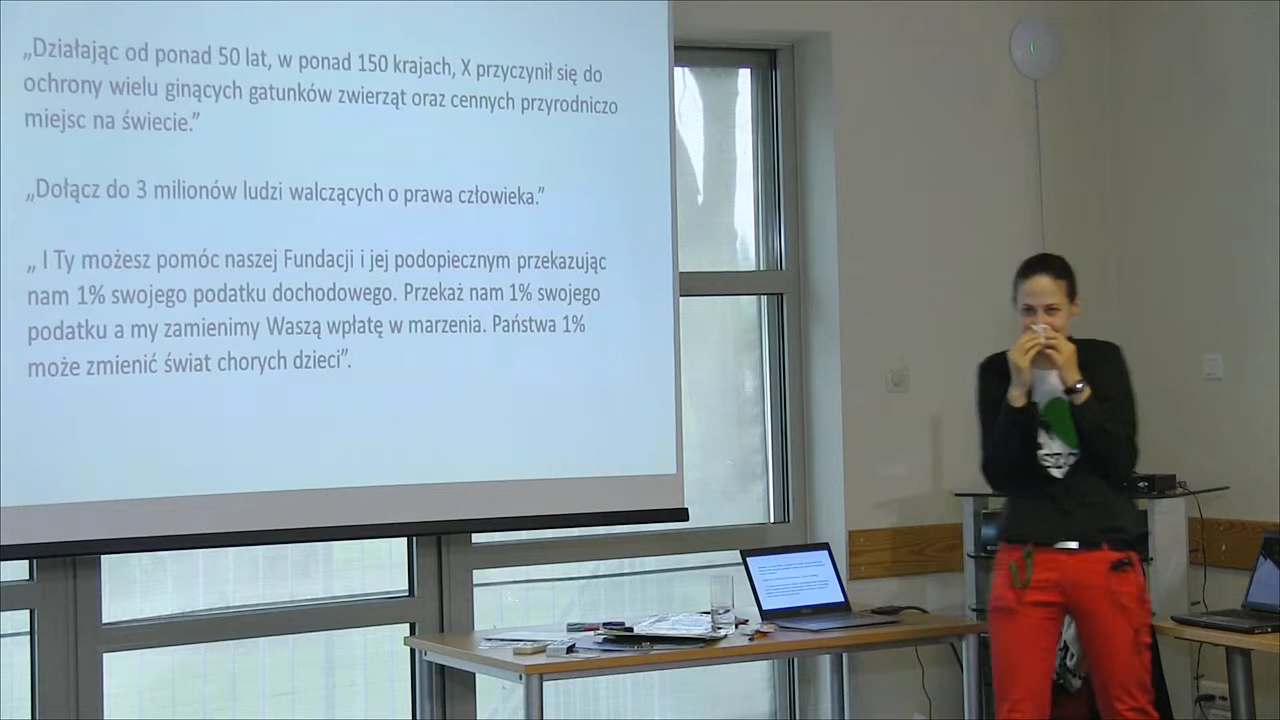 „Działając od ponad 50 lat, w ponad 150 krajach, X przyczynił się do
ochrony wielu ginących gatunków zwierząt oraz cennych przyrodniczo
miejsc na świecie.”
„Dołącz do 3 milionów ludzi walczących o prawa człowieka.”
„ I Ty możesz pomóc naszej Fundacji i jej podopiecznym przekazując
nam 1% swojego podatku dochodowego. Przekaż nam 1% swojego
podatku a my zamienimy Waszą wpłatę w marzenia. Państwa 1%
może zmienić świat chorych dzieci”.